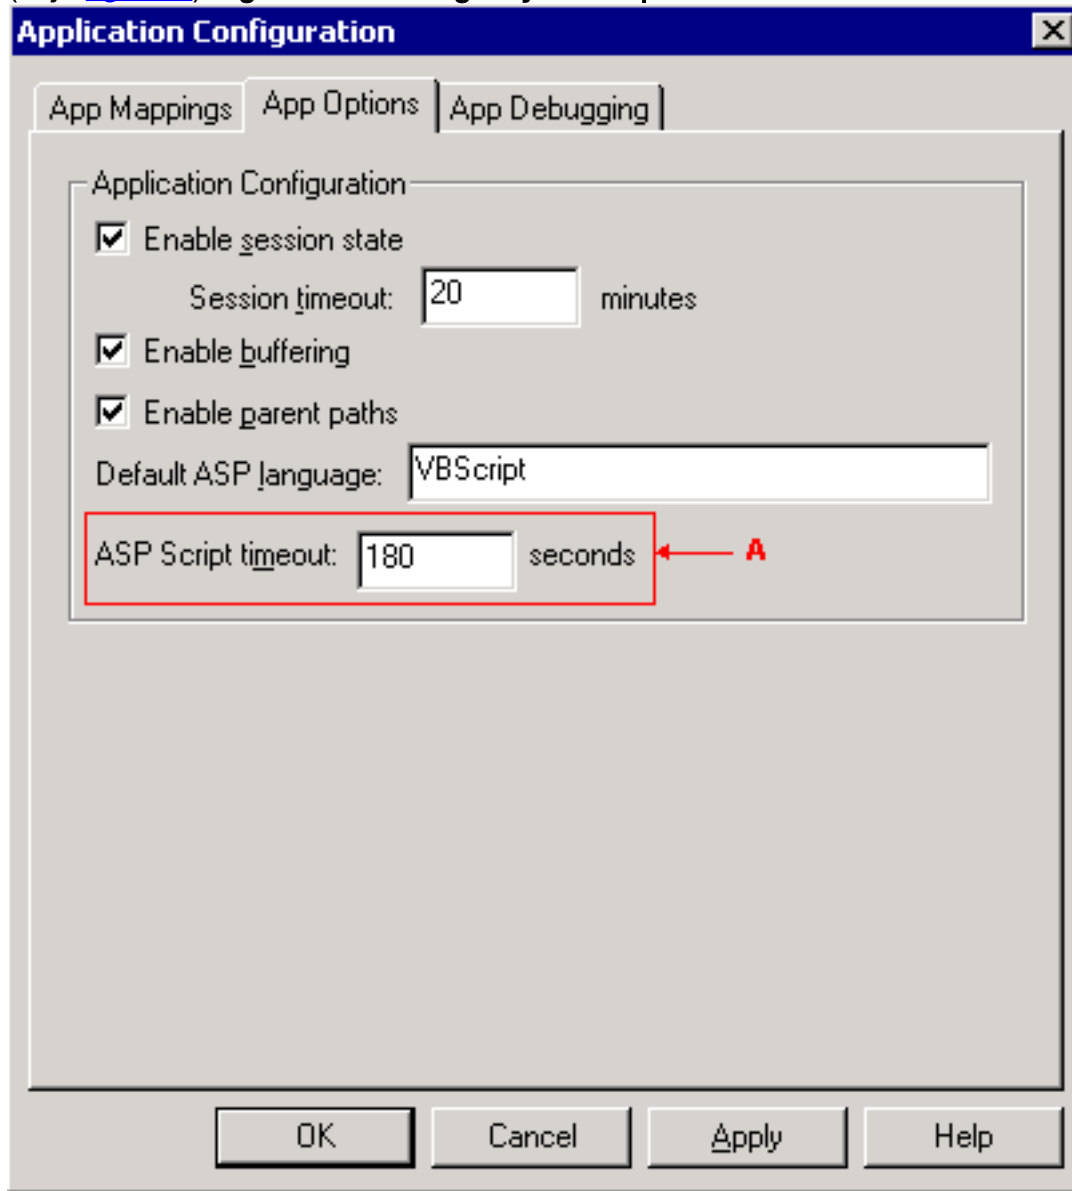 Application Configuration
App Mappings App Options App Debugging
Application Configuration
Enable session state
Session timeout: 20 minutes
Enable buffering
Enable parent paths
Default ASP language: VBScript
ASP Script timeout: 180 seconds A
OK Cancel Apply Help